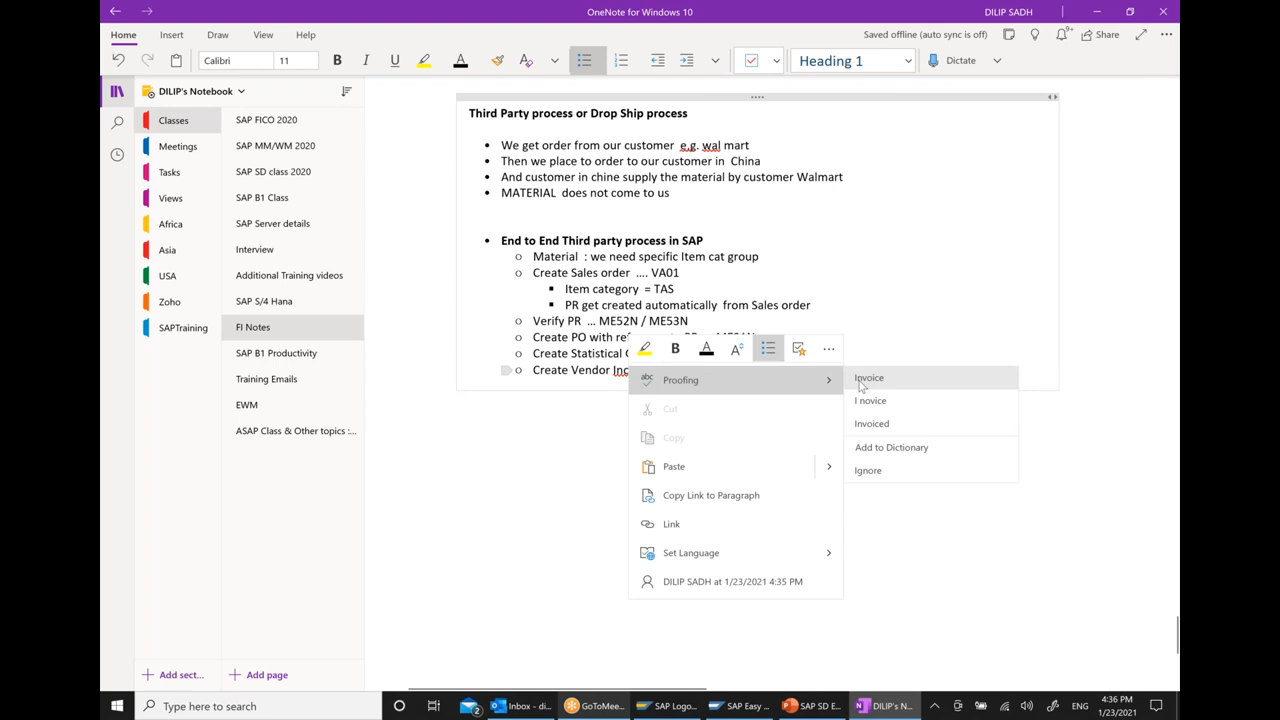 OneNote for Windows 10
DILIP SADH
Home
Insert
Draw
View
Help
Saved offline (auto sync is off)
9+
Share
Calibri
11
B
I
U
A
Heading 1
Dictate
DILIP's Notebook
Classes
Meetings
Tasks
Views
Africa
Asia
USA
Zoho
SAPTraining
SAP FICO 2020
SAP MM/WM 2020
SAP SD class 2020
SAP B1 Class
SAP Server details
Interview
Additional Training videos
SAP S/4 Hana
FI Notes
SAP B1 Productivity
Training Emails
EWM
ASAP Class & Other topics :...
Add sect...
Add page
Third Party process or Drop Ship process
• We get order from our customer e.g. wal mart
• Then we place to order to our customer in China
• And customer in chine supply the material by customer Walmart
• MATERIAL does not come to us
• End to End Third party process in SAP
o Material : we need specific Item cat group
o Create Sales order .... VA01
▪ Item category = TAS
▪ PR get created automatically from Sales order
o Verify PR ... ME52N / ME53N
o Create PO with
o Create Statistical
o Create Vendor
B
A
A
abc
Proofing
Cut
Copy
Paste
Copy Link to Paragraph
Link
Set Language
DILIP SADH at 1/23/2021 4:35 PM
Invoice
I novice
Invoiced
Add to Dictionary
Ignore
Type here to search
2
Inbox - di...
GoToMee...
SAP Logo...
SAP Easy ...
SAP SD E...
DILIP's N...
ENG
4:36 PM
1/23/2021